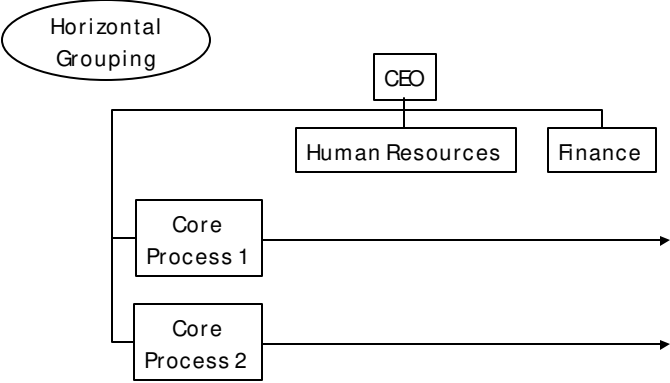 Horizontal
Grouping
CEO
Human Resources
Finance
Core
Process 1
Core
Process 2